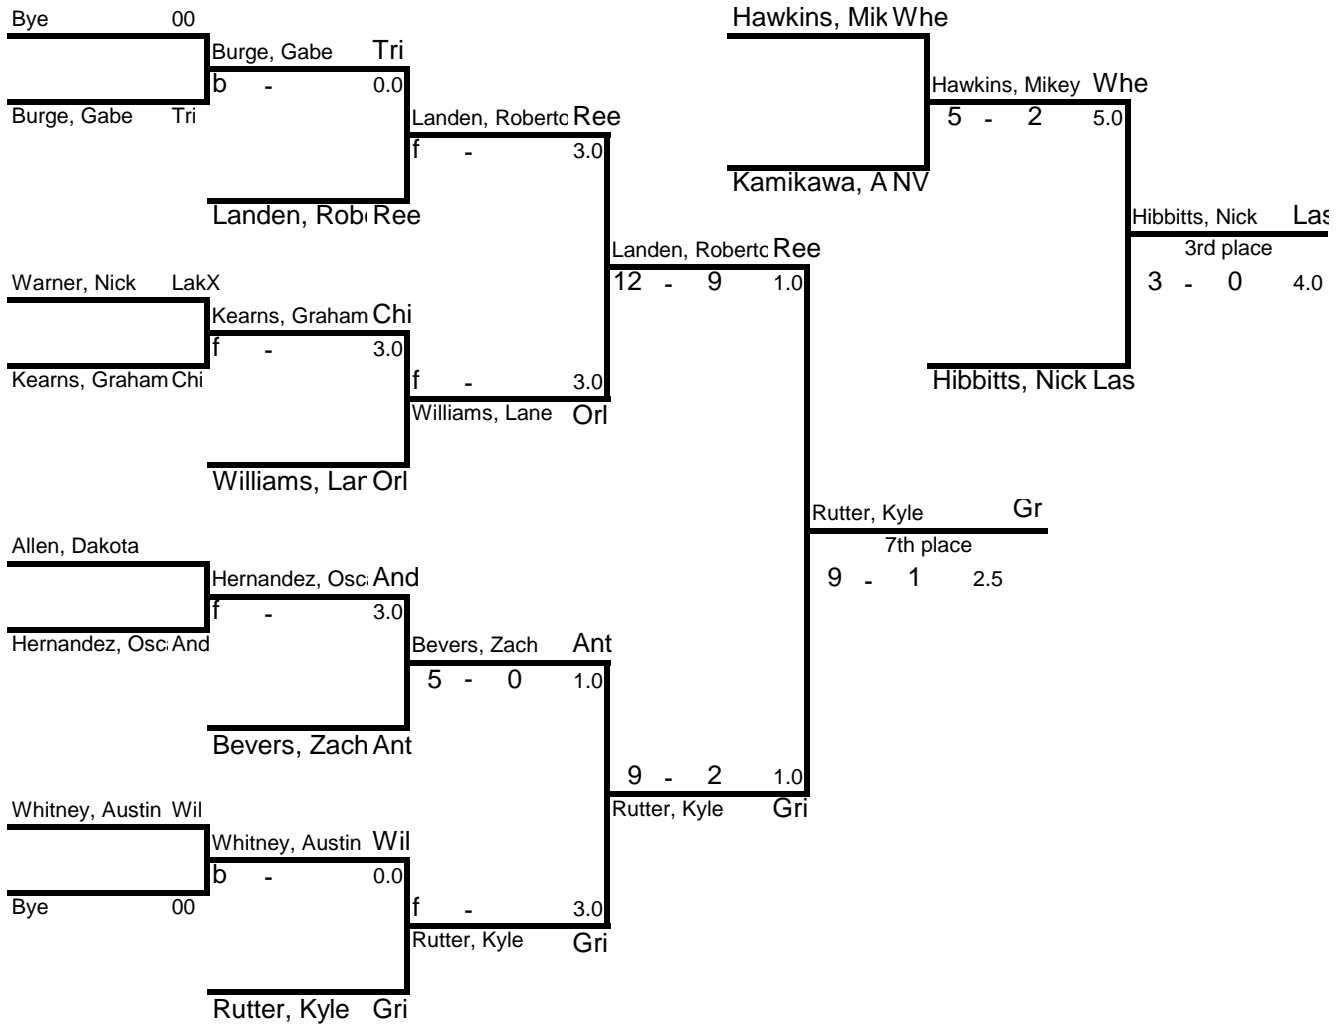 Bye 00
Burge, Gabe Tri
Burge, Gabe Tri
b - 0.0
Landen, Roberto Ree
f - 3.0
Landen, Rob Ree
Warner, Nick LakX
Kearns, Graham Chi
Kearns, Graham Chi
f - 3.0
f - 3.0
Williams, Lane Orl
Williams, Lar Orl
Landen, Roberto Ree
12 - 9 1.0
Allen, Dakota
Hernandez, Osc And
Hernandez, Osc And
f - 3.0
Bevers, Zach Ant
5 - 0 1.0
Bevers, Zach Ant
Whitney, Austin Wil
Bye 00
Whitney, Austin Wil
b - 0.0
f - 3.0
Rutter, Kyle Gri
Rutter, Kyle Gri
9 - 2 1.0
Rutter, Kyle Gri
Rutter, Kyle Gr
7th place
9 - 1 2.5
Hawkins, Mik Whe
Kamikawa, A NV
Hawkins, Mikey Whe
5 - 2 5.0
Hibbitts, Nick Las
Hibbitts, Nick Las
3rd place
3 - 0 4.0